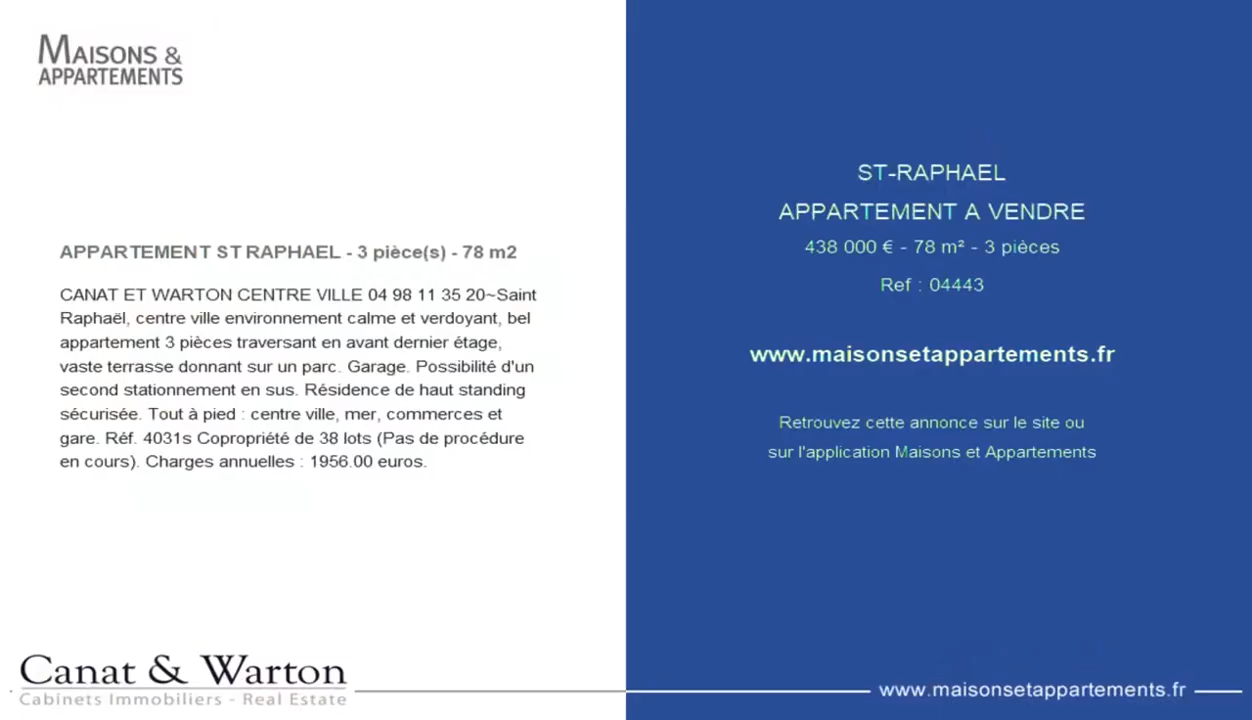 MAISONS &
APPARTEMENTS
APPARTEMENT ST RAPHAEL - 3 pièce(s) - 78 m2
CANAT ET WARTON CENTRE VILLE 04 98 11 35 20~Saint
Raphaël, centre ville environnement calme et verdoyant, bel
appartement 3 pièces traversant en avant dernier étage,
vaste terrasse donnant sur un parc. Garage. Possibilité d'un
second stationnement en sus. Résidence de haut standing
sécurisée. Tout à pied : centre ville, mer, commerces et
gare. Réf. 4031s Copropriété de 38 lots (Pas de procédure
en cours). Charges annuelles : 1956.00 euros.
Canat & Warton
Cabinets Immobiliers - Real Estate
ST-RAPHAEL
APPARTEMENT A VENDRE
438 000 € - 78 m² - 3 pièces
Ref : 04443
www.maisonsetappartements.fr
Retrouvez cette annonce sur le site ou
sur l'application Maisons et Appartements
www.maisonsetappartements.fr